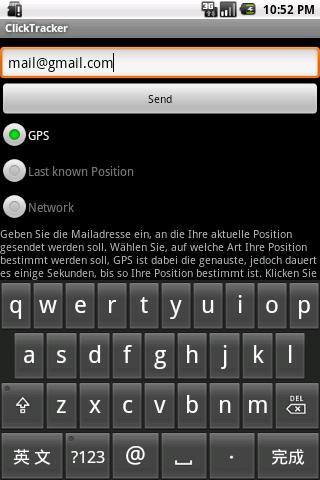 3G
10:52 PM
ClickTracker
mail@gmail.com
Send
GPS
Last known Position
Network
Geben Sie die Mailadresse ein, an die Ihre aktuelle Position
gesendet werden soll. Wählen Sie, auf welche Art Ihre Position
bestimmt werden soll, GPS ist dabei die genauste, jedoch dauert
es einige Sekunden, bis so Ihre Position bestimmt ist. Klicken Sie
q w e r t y u i o p
a s d f g h j k l
z x c v b n m DEL
英 文 ?123 @ . 完成